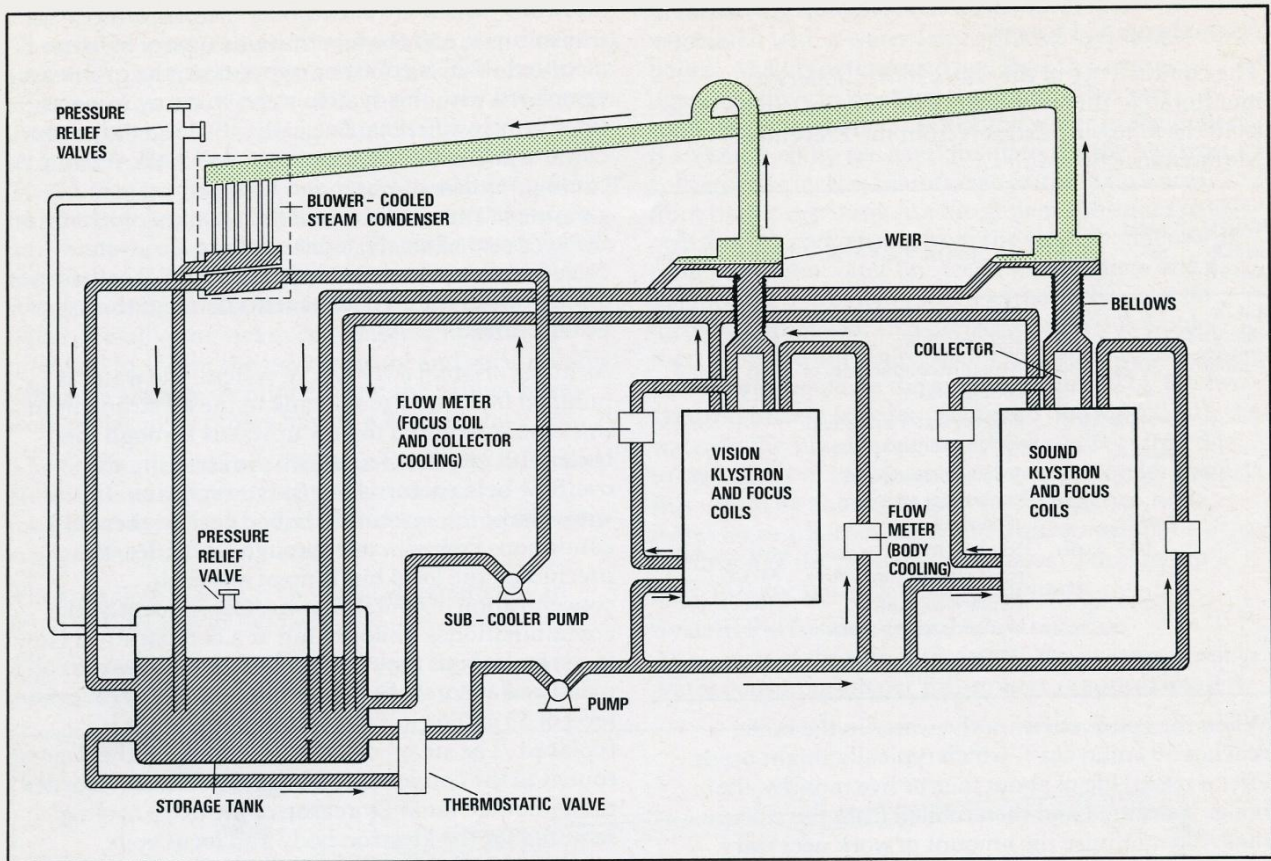 PRESSURE
RELIEF
VALVES
BLOWER - COOLED
STEAM CONDENSER
WEIR
BELLOWS
COLLECTOR
FLOW METER
(FOCUS COIL
AND COLLECTOR
COOLING)
VISION
KLYSTRON
AND FOCUS
COILS
SOUND
KLYSTRON
AND FOCUS
COILS
FLOW
METER
(BODY
COOLING)
PRESSURE
RELIEF
VALVE
SUB - COOLER PUMP
PUMP
STORAGE TANK
THERMOSTATIC VALVE